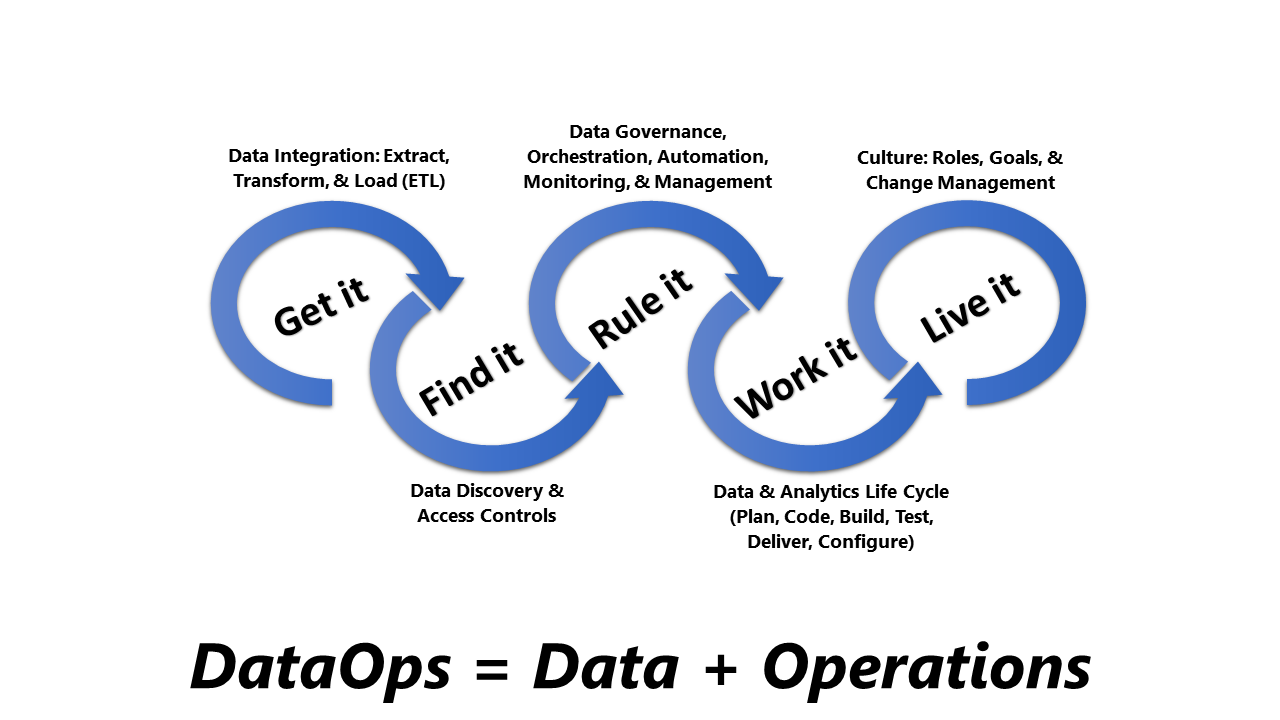 Data Integration: Extract,
Transform, & Load (ETL)
Data Governance,
Orchestration, Automation,
Monitoring, & Management
Culture: Roles, Goals, &
Change Management
Get it
Find it
Rule it
Work it
Live it
Data Discovery &
Access Controls
Data & Analytics Life Cycle
(Plan, Code, Build, Test,
Deliver, Configure)
DataOps = Data + Operations